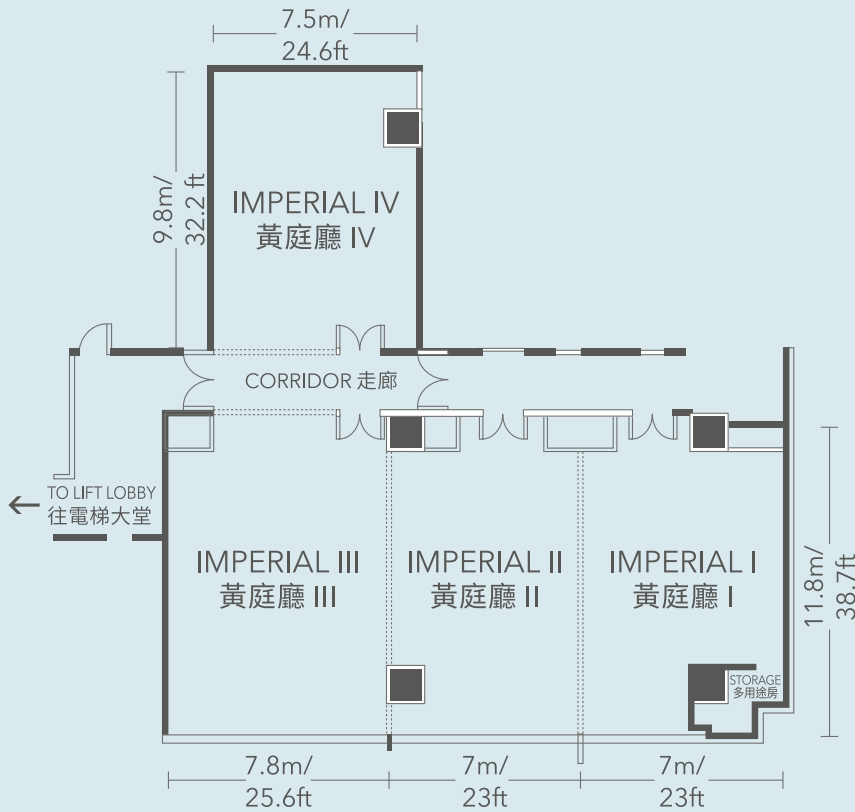 7.5m/
24.6ft
9.8m/
32.2 ft
IMPERIAL IV
黃庭廳 IV
CORRIDOR 走廊
TO LIFT LOBBY
往電梯大堂
IMPERIAL III
黃庭廳 III
IMPERIAL II
黃庭廳 II
IMPERIAL I
黃庭廳 I
11.8m/
38.7ft
STORAGE
多用途房
7.8m/
25.6ft
7m/
23ft
7m/
23ft